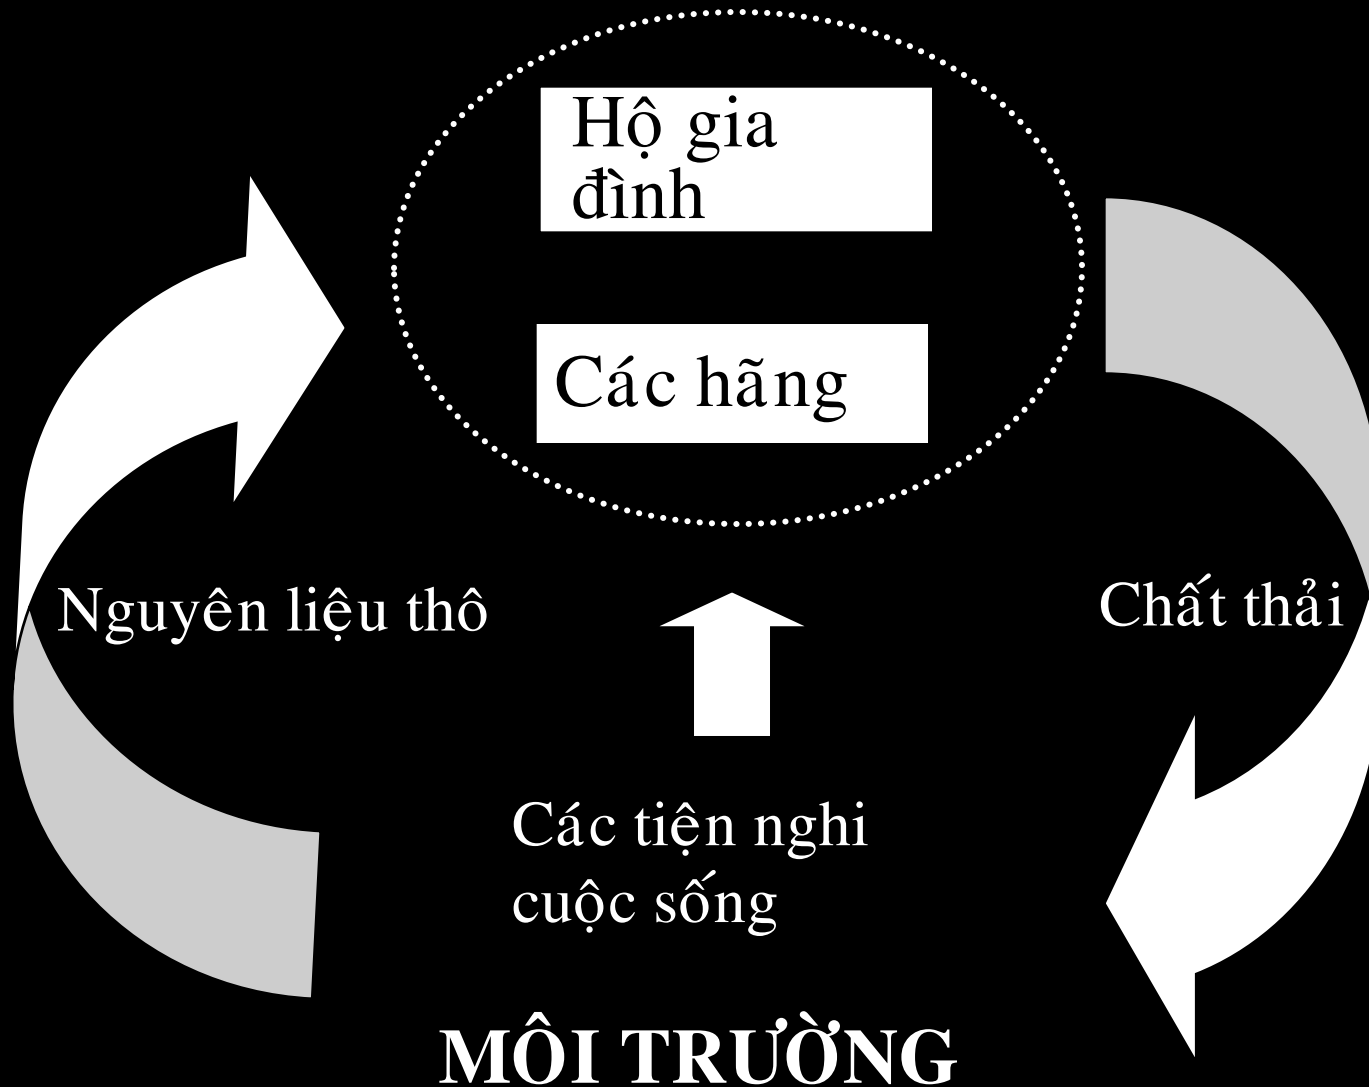 Hộ gia
đình
Các hãng
Nguyên liệu thô
Chất thải
Các tiện nghi
cuộc sống
MÔI TRƯỜNG